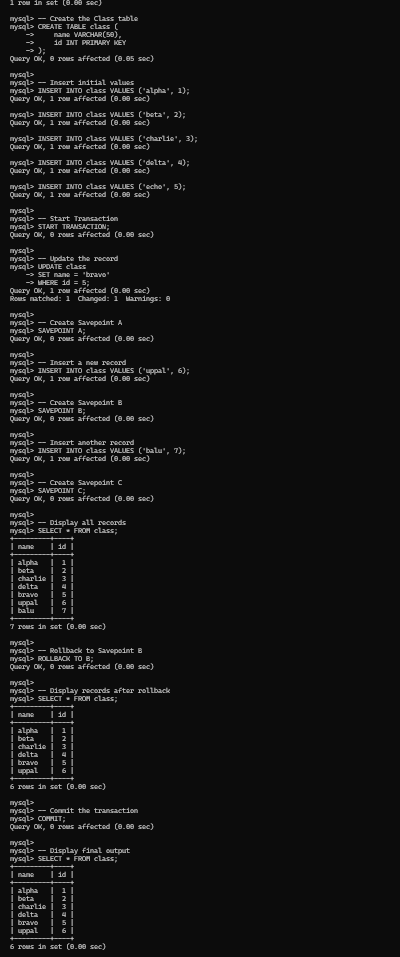 1 row in set (0.00 sec)
mysql> -- Create the Class table
mysql> CREATE TABLE class (
    ->     name VARCHAR(50),
    ->     id INT PRIMARY KEY
    -> );
Query OK, 0 rows affected (0.05 sec)
mysql>
mysql> -- Insert initial values
mysql> INSERT INTO class VALUES ('alpha', 1);
Query OK, 1 row affected (0.00 sec)
mysql> INSERT INTO class VALUES ('beta', 2);
Query OK, 1 row affected (0.00 sec)
mysql> INSERT INTO class VALUES ('charlie', 3);
Query OK, 1 row affected (0.00 sec)
mysql> INSERT INTO class VALUES ('delta', 4);
Query OK, 1 row affected (0.00 sec)
mysql> INSERT INTO class VALUES ('echo', 5);
Query OK, 1 row affected (0.00 sec)
mysql>
mysql> -- Start Transaction
mysql> START TRANSACTION;
Query OK, 0 rows affected (0.00 sec)
mysql>
mysql> -- Update the record
mysql> UPDATE class
    -> SET name = 'bravo'
    -> WHERE id = 5;
Query OK, 1 row affected (0.00 sec)
Rows matched: 1  Changed: 1  Warnings: 0
mysql>
mysql> -- Create Savepoint A
mysql> SAVEPOINT A;
Query OK, 0 rows affected (0.00 sec)
mysql>
mysql> -- Insert a new record
mysql> INSERT INTO class VALUES ('uppal', 6);
Query OK, 1 row affected (0.00 sec)
mysql>
mysql> -- Create Savepoint B
mysql> SAVEPOINT B;
Query OK, 0 rows affected (0.00 sec)
mysql>
mysql> -- Insert another record
mysql> INSERT INTO class VALUES ('balu', 7);
Query OK, 1 row affected (0.00 sec)
mysql>
mysql> -- Create Savepoint C
mysql> SAVEPOINT C;
Query OK, 0 rows affected (0.00 sec)
mysql>
mysql> -- Display all records
mysql> SELECT * FROM class;
+---------+----+
| name    | id |
+---------+----+
| alpha   |  1 |
| beta    |  2 |
| charlie |  3 |
| delta   |  4 |
| bravo   |  5 |
| uppal   |  6 |
| balu    |  7 |
+---------+----+
7 rows in set (0.00 sec)
mysql>
mysql> -- Rollback to Savepoint B
mysql> ROLLBACK TO B;
Query OK, 0 rows affected (0.00 sec)
mysql>
mysql> -- Display records after rollback
mysql> SELECT * FROM class;
+---------+----+
| name    | id |
+---------+----+
| alpha   |  1 |
| beta    |  2 |
| charlie |  3 |
| delta   |  4 |
| bravo   |  5 |
| uppal   |  6 |
+---------+----+
6 rows in set (0.00 sec)
mysql>
mysql> -- Commit the transaction
mysql> COMMIT;
Query OK, 0 rows affected (0.00 sec)
mysql>
mysql> -- Display final output
mysql> SELECT * FROM class;
+---------+----+
| name    | id |
+---------+----+
| alpha   |  1 |
| beta    |  2 |
| charlie |  3 |
| delta   |  4 |
| bravo   |  5 |
| uppal   |  6 |
+---------+----+
6 rows in set (0.00 sec)